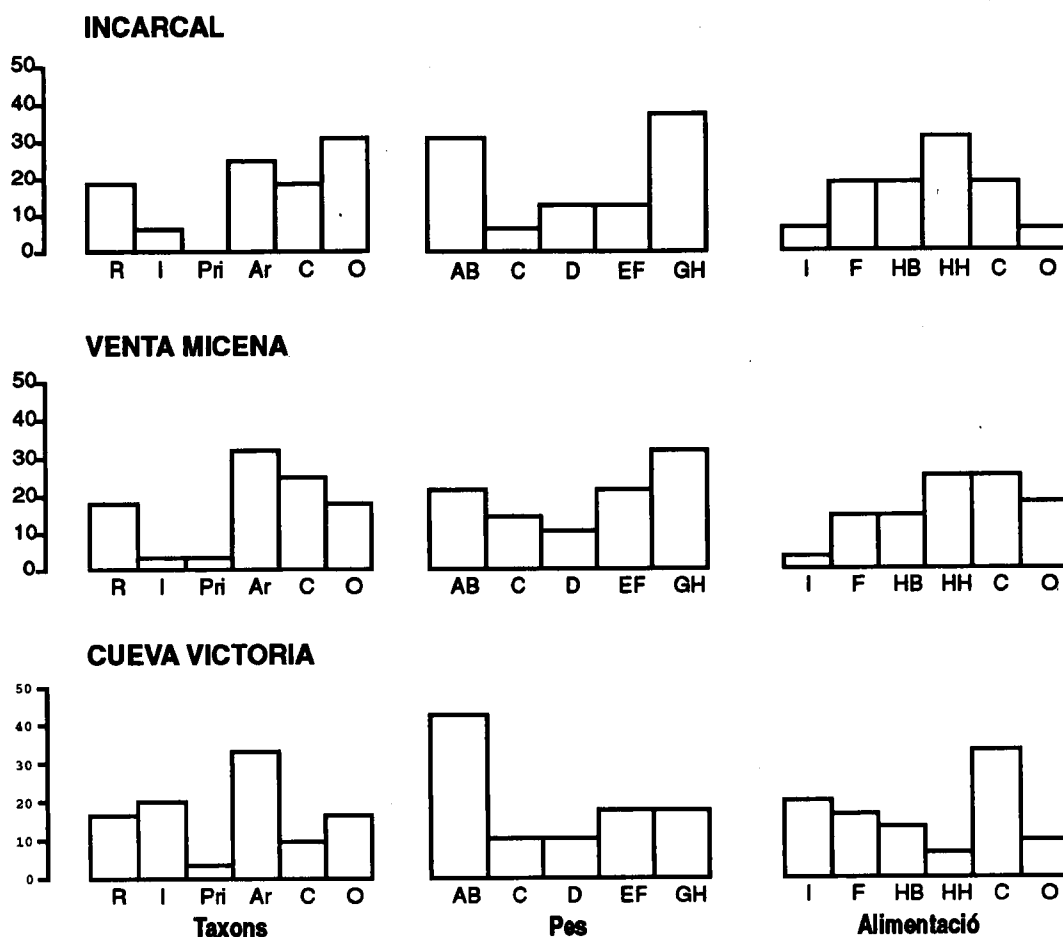 INCARCAL
50
40
30
20
10
0
R I Pri Ar C O
AB C D EF GH
I F HB HH C O
VENTA MICENA
50
40
30
20
10
0
R I Pri Ar C O
AB C D EF GH
I F HB HH C O
CUEVA VICTORIA
50
40
30
20
10
0
R I Pri Ar C O
AB C D EF GH
I F HB HH C O
Taxons Pes Alimentació